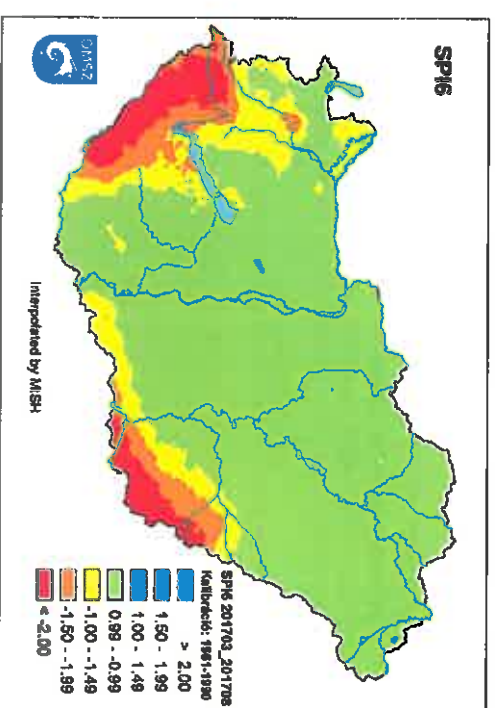 SPI6
SPI6 201703_201708
Kalibráció: 1961-1990
> 2.00
1.50 - 1.99
1.00 - 1.49
0.99 - -0.99
-1.00 - -1.49
-1.50 - -1.99
< -2.00
Interpolated by MISH
OMSZ